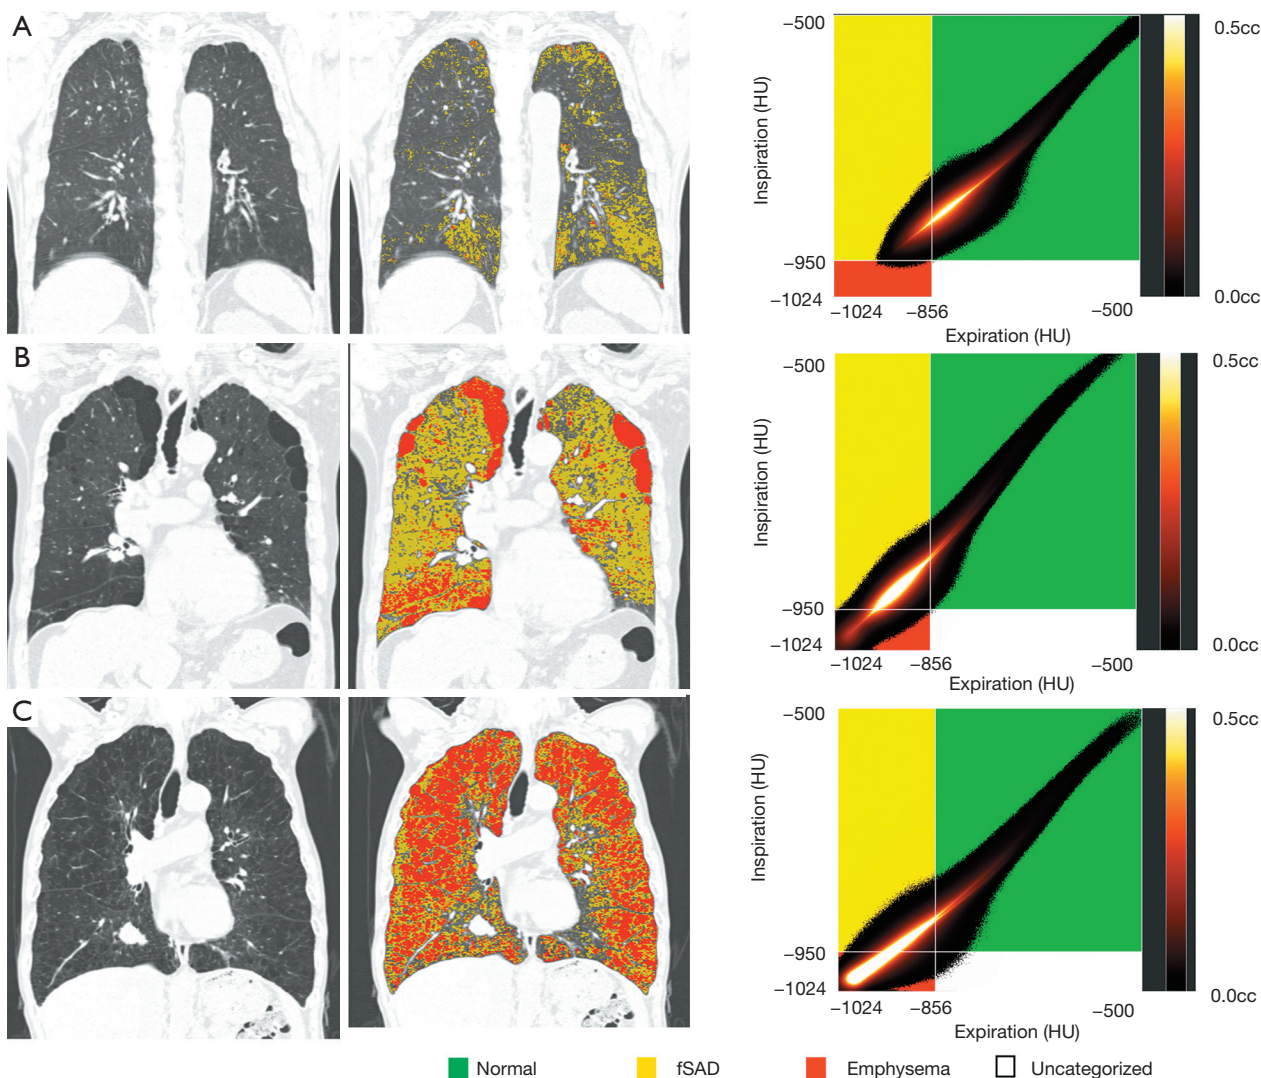 A
−500
0.5cc
Inspiration (HU)
−950
−1024
0.0cc
−1024
−856
−500
Expiration (HU)
B
−500
0.5cc
Inspiration (HU)
−950
−1024
0.0cc
−1024
−856
−500
Expiration (HU)
C
−500
0.5cc
Inspiration (HU)
−950
−1024
0.0cc
−1024
−856
−500
Expiration (HU)
Normal
fSAD
Emphysema
Uncategorized